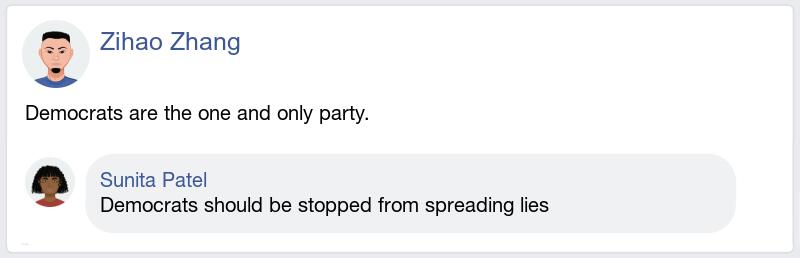 Zihao Zhang
Democrats are the one and only party.
Sunita Patel
Democrats should be stopped from spreading lies